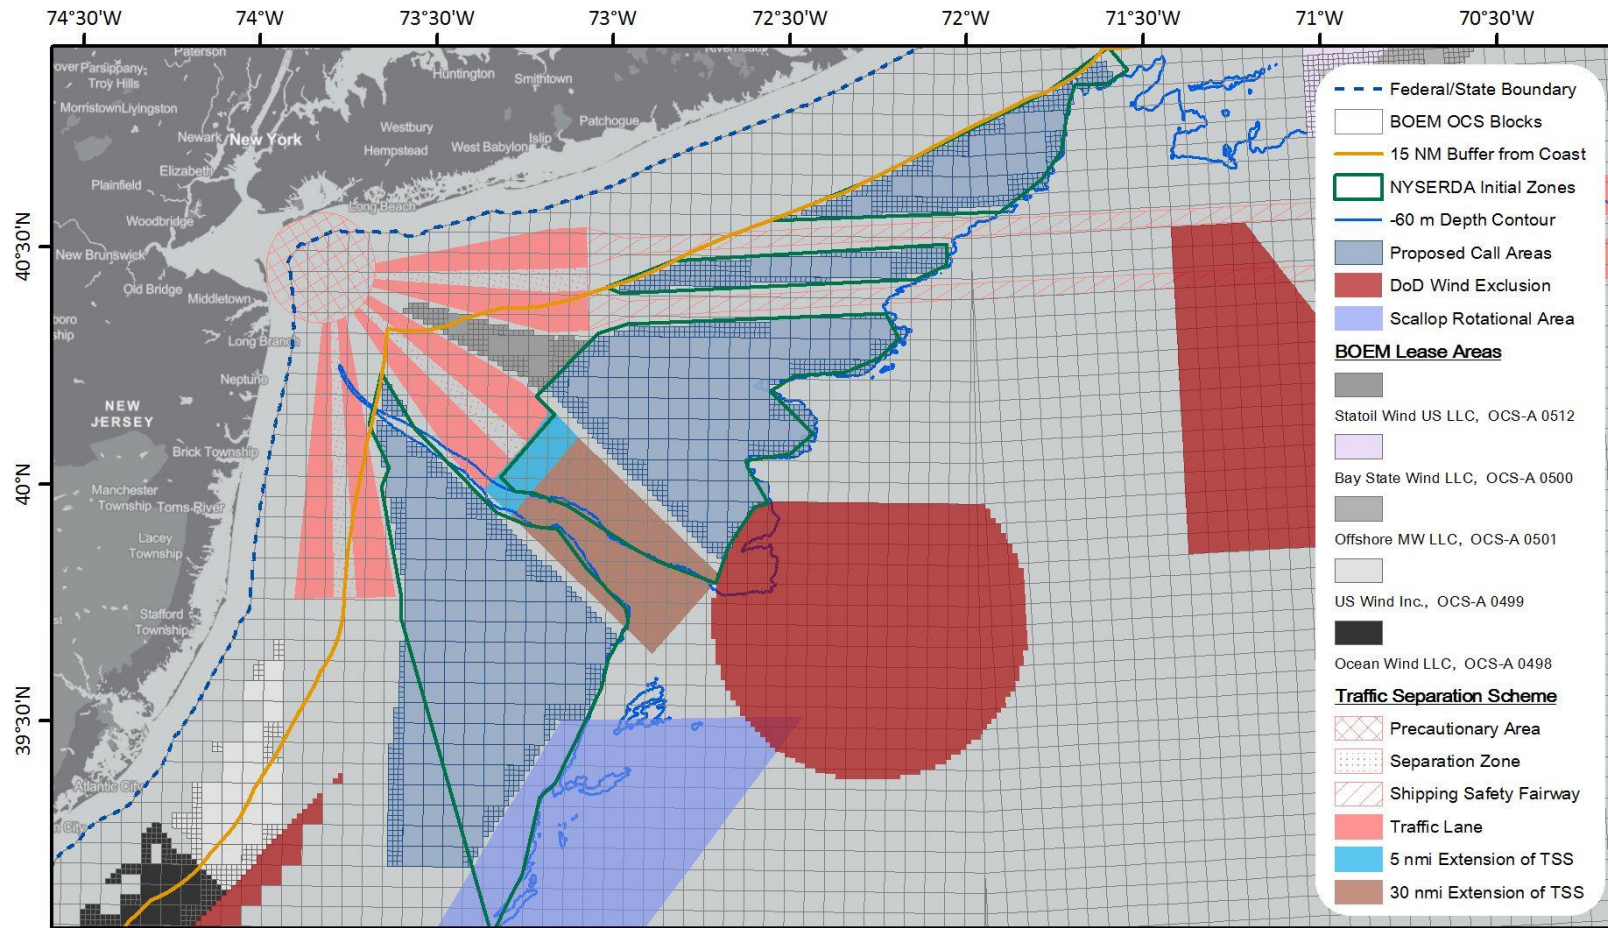 74°30'W 74°W 73°30'W 73°W 72°30'W 72°W 71°30'W 71°W 70°30'W
40°30'N
40°N
39°30'N
Paterson
Parsippany-
Troy Hills
Morristown
Livingston
Newark
New York
Elizabeth
Plainfield
Woodbridge
New Brunswick
Old Bridge
Middletown
Long Branch
Neptune
NEW
JERSEY
Brick Township
Manchester
Township
Toms River
Lacey
Township
Stafford
Township
Atlantic City
Huntington
Smithtown
Riverhead
Westbury
Hempstead
West Babylon
Islip
Patchogue
Long Beach
Federal/State Boundary
BOEM OCS Blocks
15 NM Buffer from Coast
NYSERDA Initial Zones
-60 m Depth Contour
Proposed Call Areas
DoD Wind Exclusion
Scallop Rotational Area
BOEM Lease Areas
Statoil Wind US LLC, OCS-A 0512
Bay State Wind LLC, OCS-A 0500
Offshore MW LLC, OCS-A 0501
US Wind Inc., OCS-A 0499
Ocean Wind LLC, OCS-A 0498
Traffic Separation Scheme
Precautionary Area
Separation Zone
Shipping Safety Fairway
Traffic Lane
5 nmi Extension of TSS
30 nmi Extension of TSS